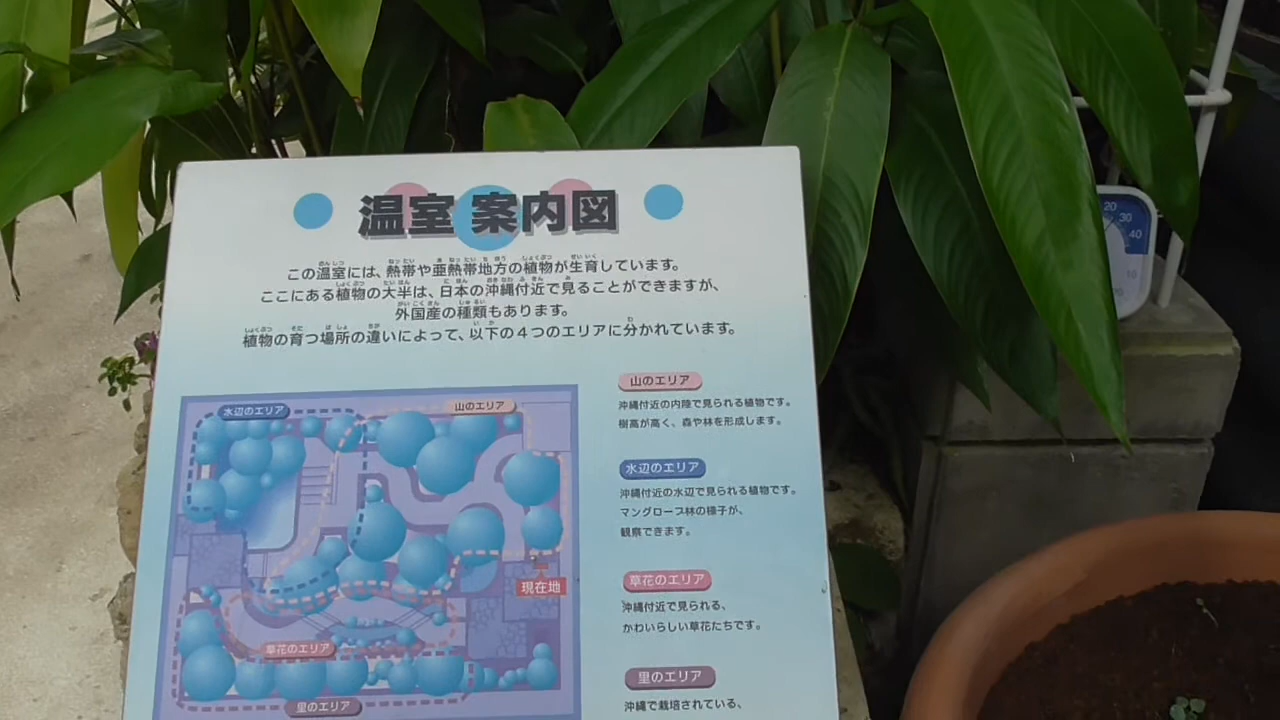 温室 案内図
この温室には、熱帯や亜熱帯地方の植物が生育しています。
ここにある植物の大半は、日本の沖縄付近で見ることができますが、
外国産の種類もあります。
植物の育つ場所の違いによって、以下の4つのエリアに分かれています。
水辺のエリア
山のエリア
現在地
草花のエリア
里のエリア
山のエリア
沖縄付近の内陸で見られる植物です。
樹高が高く、森や林を形成します。
水辺のエリア
沖縄付近の水辺で見られる植物です。
マングローブ林の様子が、
観察できます。
草花のエリア
沖縄付近で見られる、
かわいらしい草花たちです。
里のエリア
沖縄で栽培されている、
20
30
40